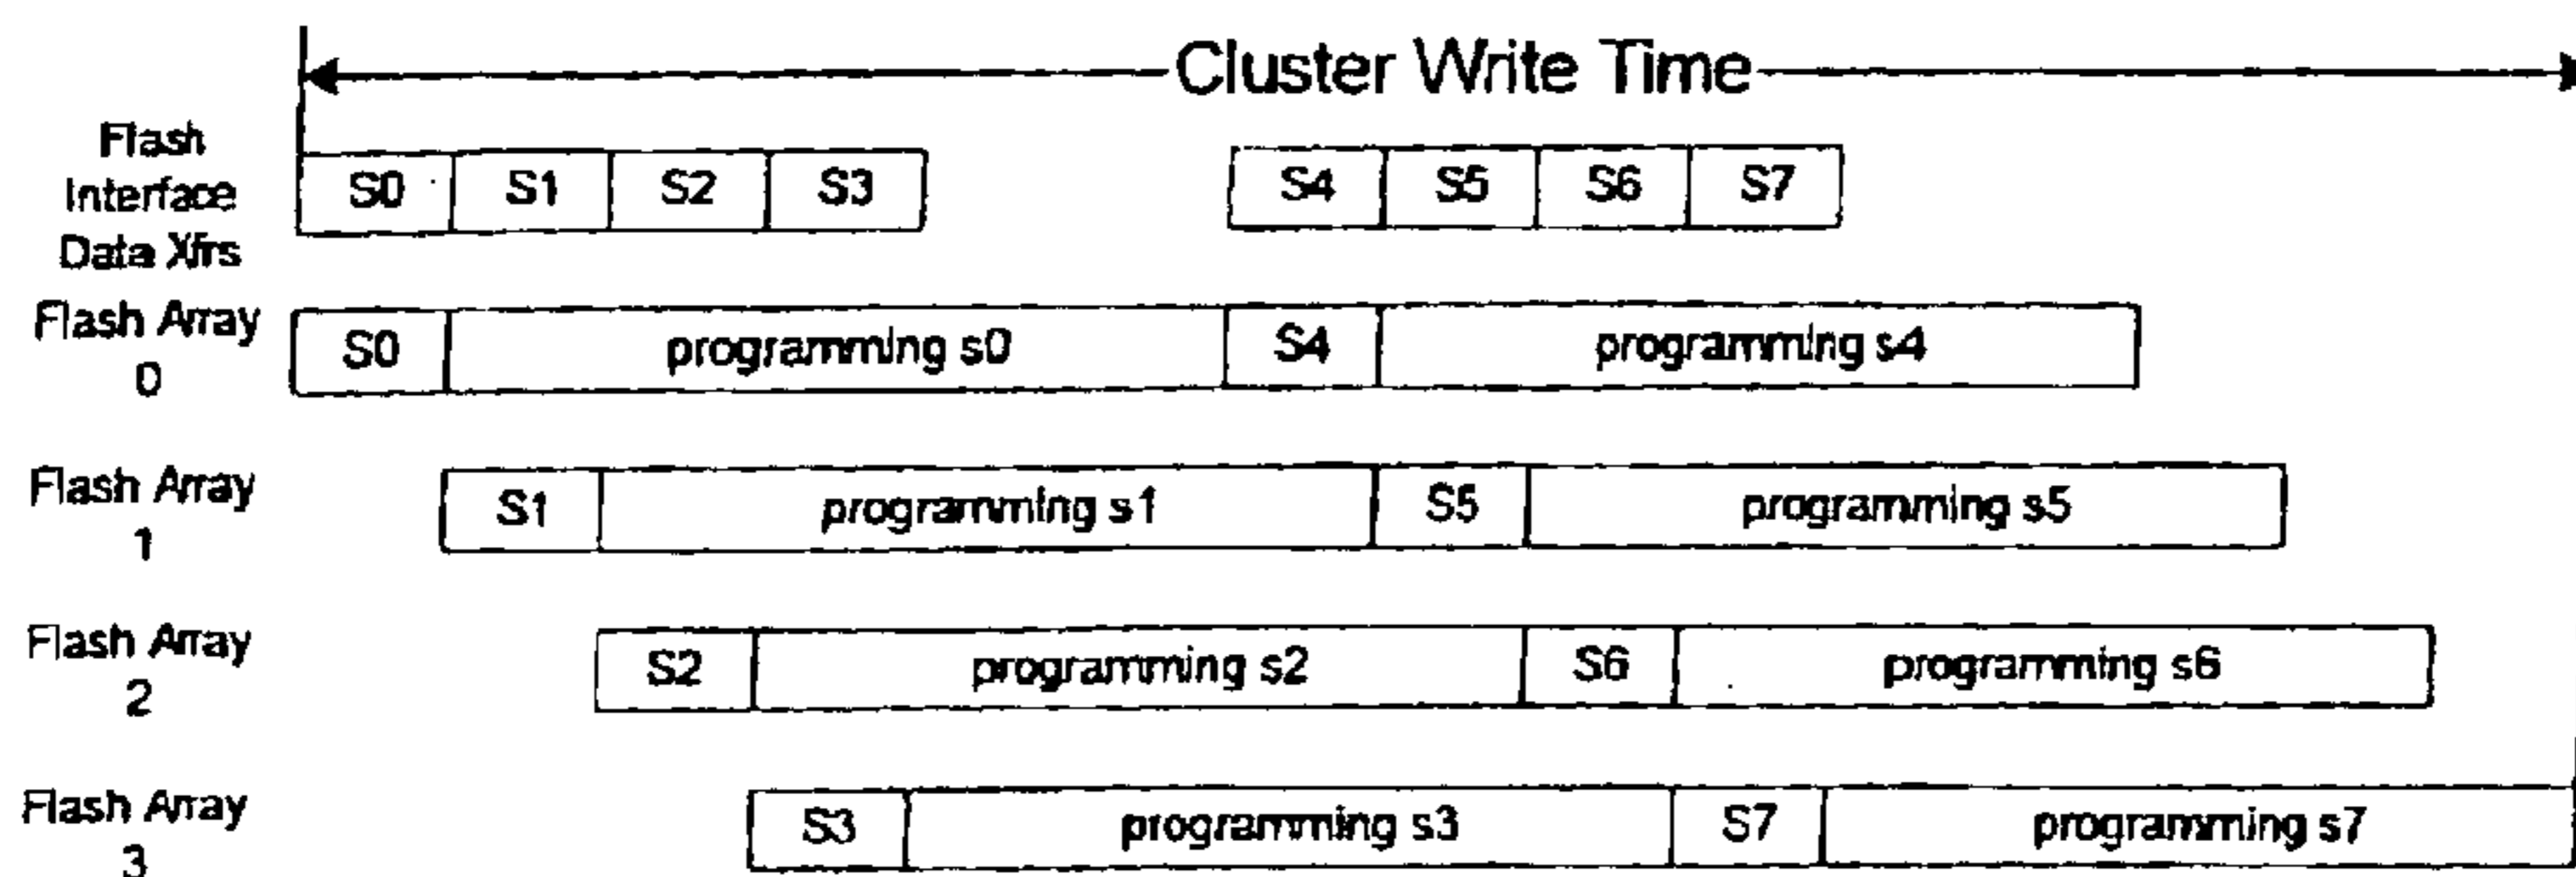 Cluster Write Time
Flash
Interface
Data Xfrs
S0 S1 S2 S3 S4 S5 S6 S7
Flash Array
0
S0 programming s0 S4 programming s4
Flash Array
1
S1 programming s1 S5 programming s5
Flash Array
2
S2 programming s2 S6 programming s6
Flash Array
3
S3 programming s3 S7 programming s7